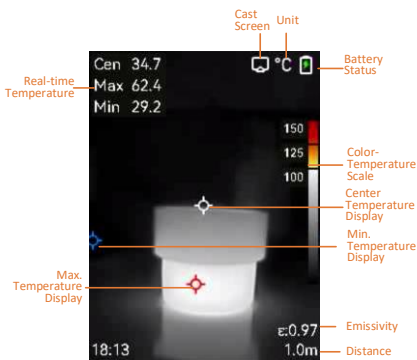 Cast
Screen
Unit
Battery
Status
Real-time
Temperature
Cen 34.7
Max 62.4
Min 29.2
°C
150
125
100
Color-
Temperature
Scale
Center
Temperature
Display
Min.
Temperature
Display
Max.
Temperature
Display
ε:0.97
Emissivity
18:13
1.0m
Distance